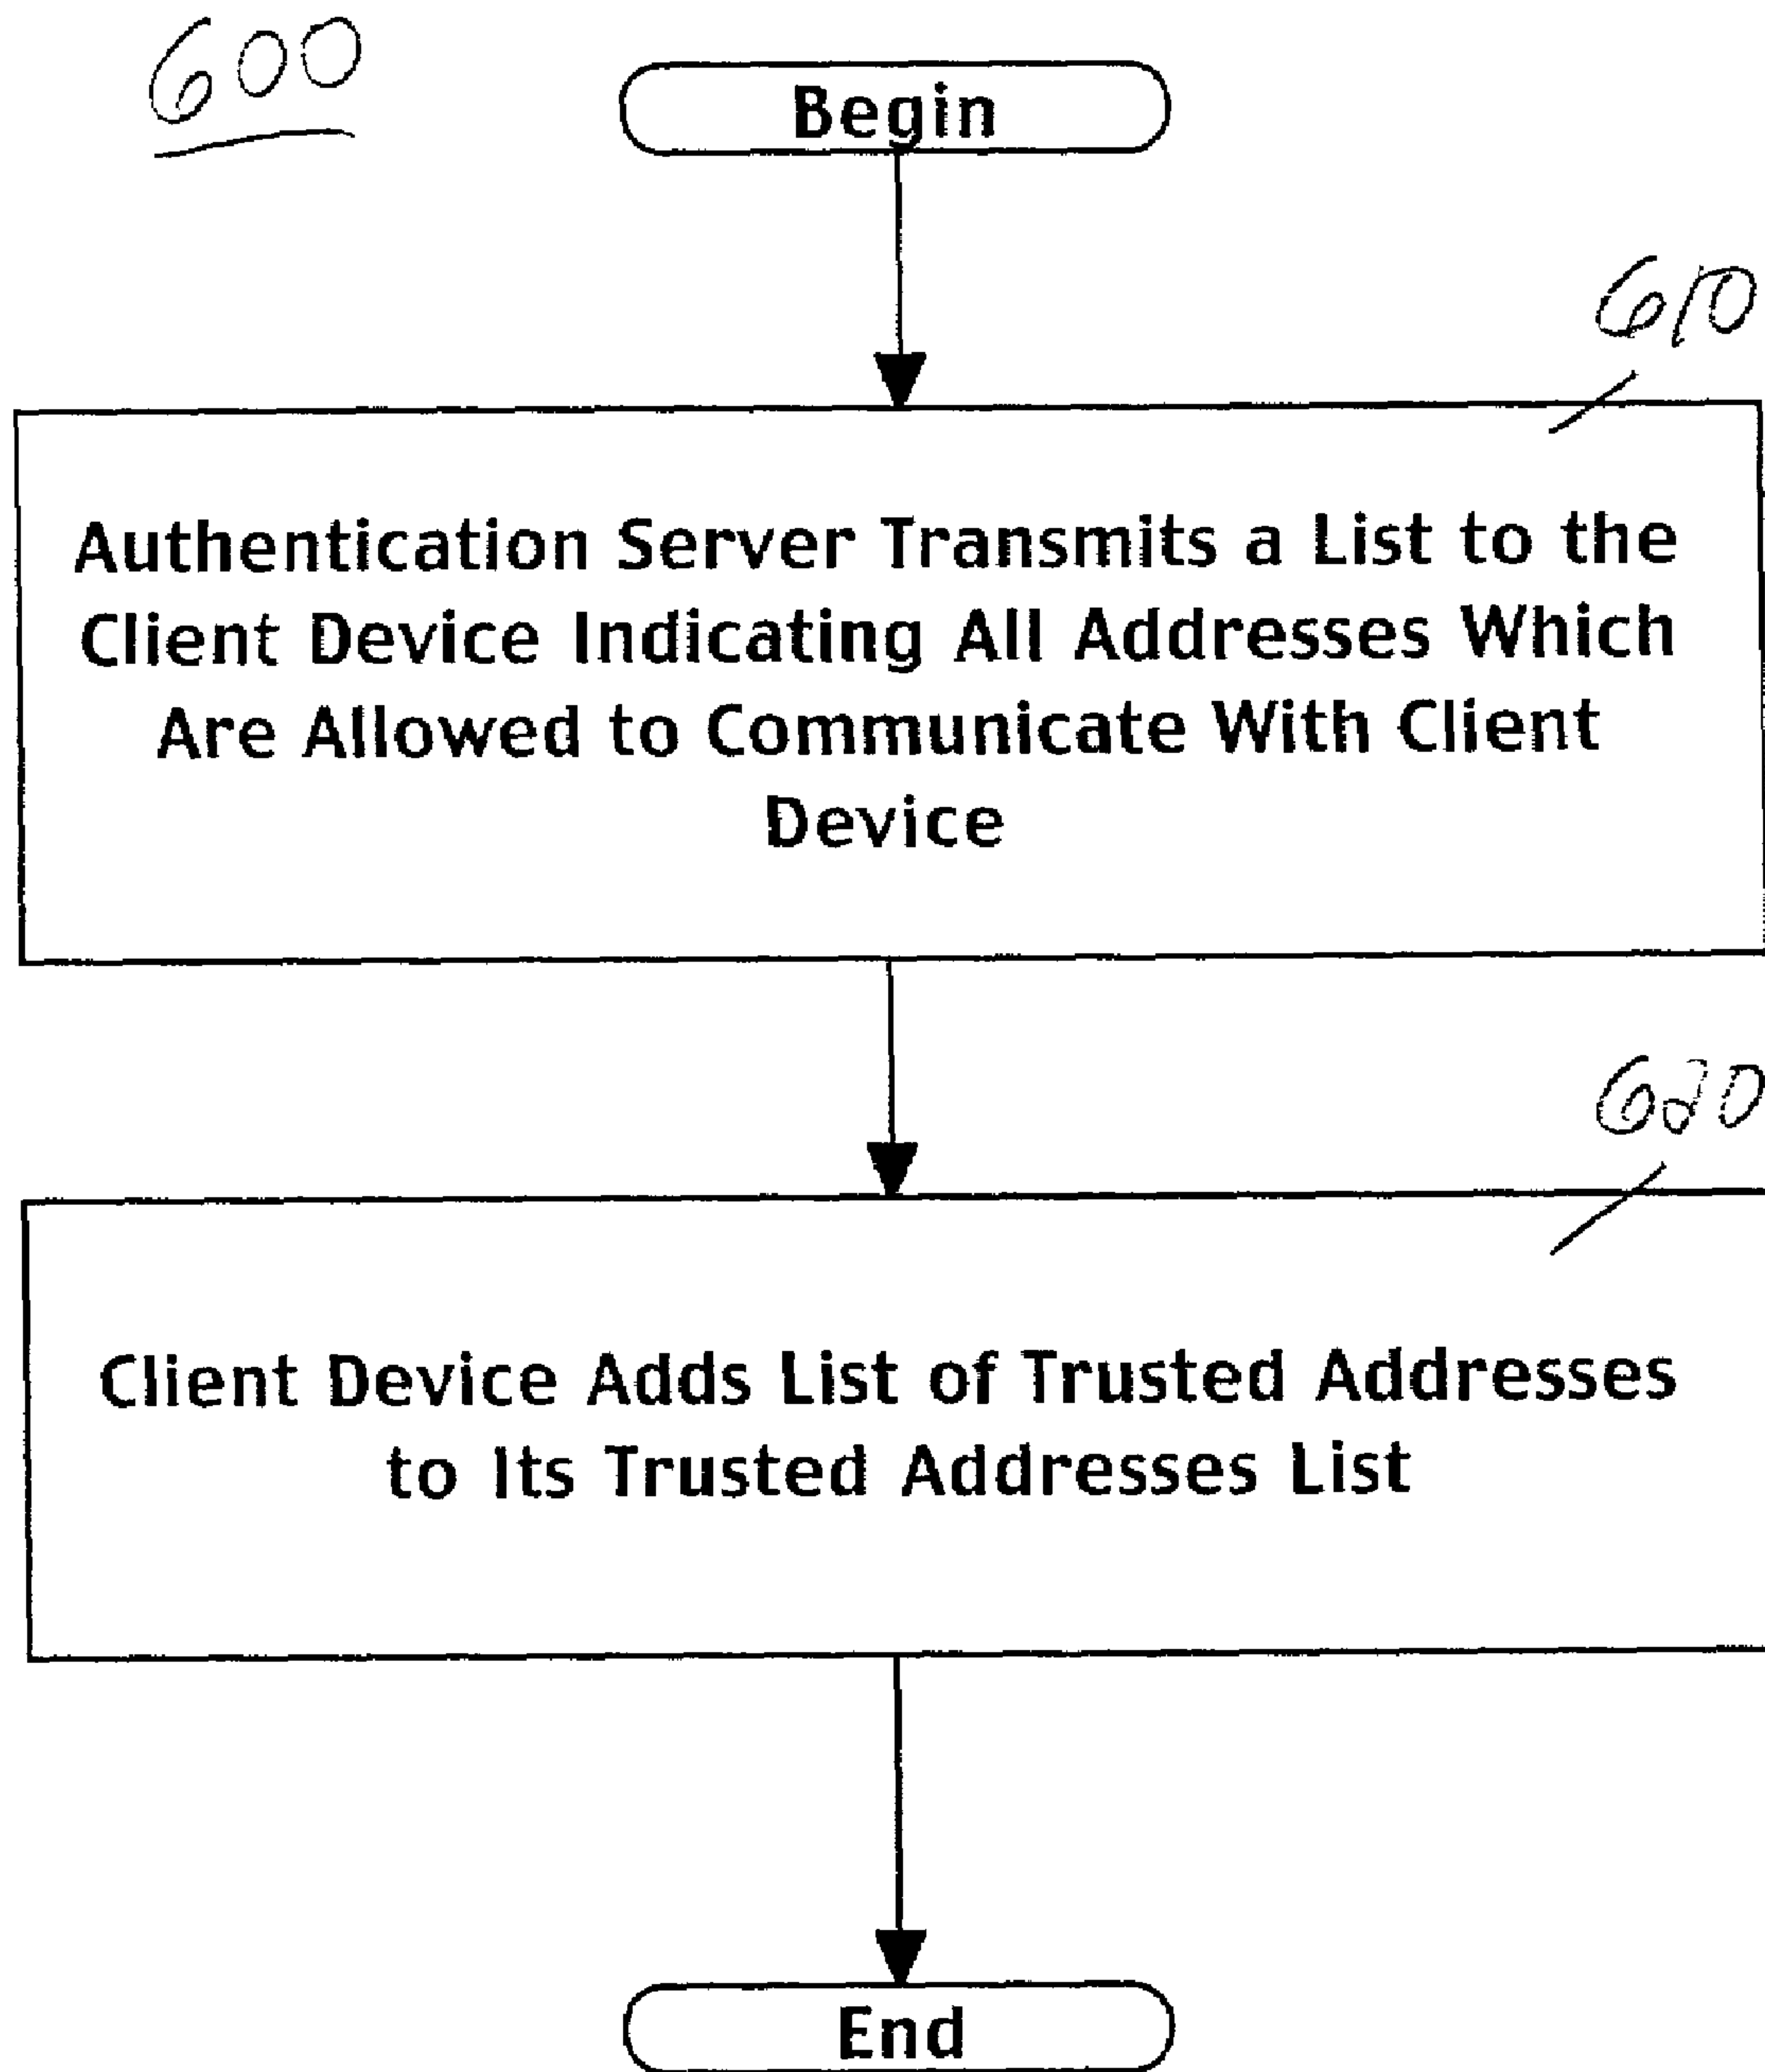 600
Begin
610
Authentication Server Transmits a List to the
Client Device Indicating All Addresses Which
Are Allowed to Communicate With Client
Device
620
Client Device Adds List of Trusted Addresses
to Its Trusted Addresses List
End